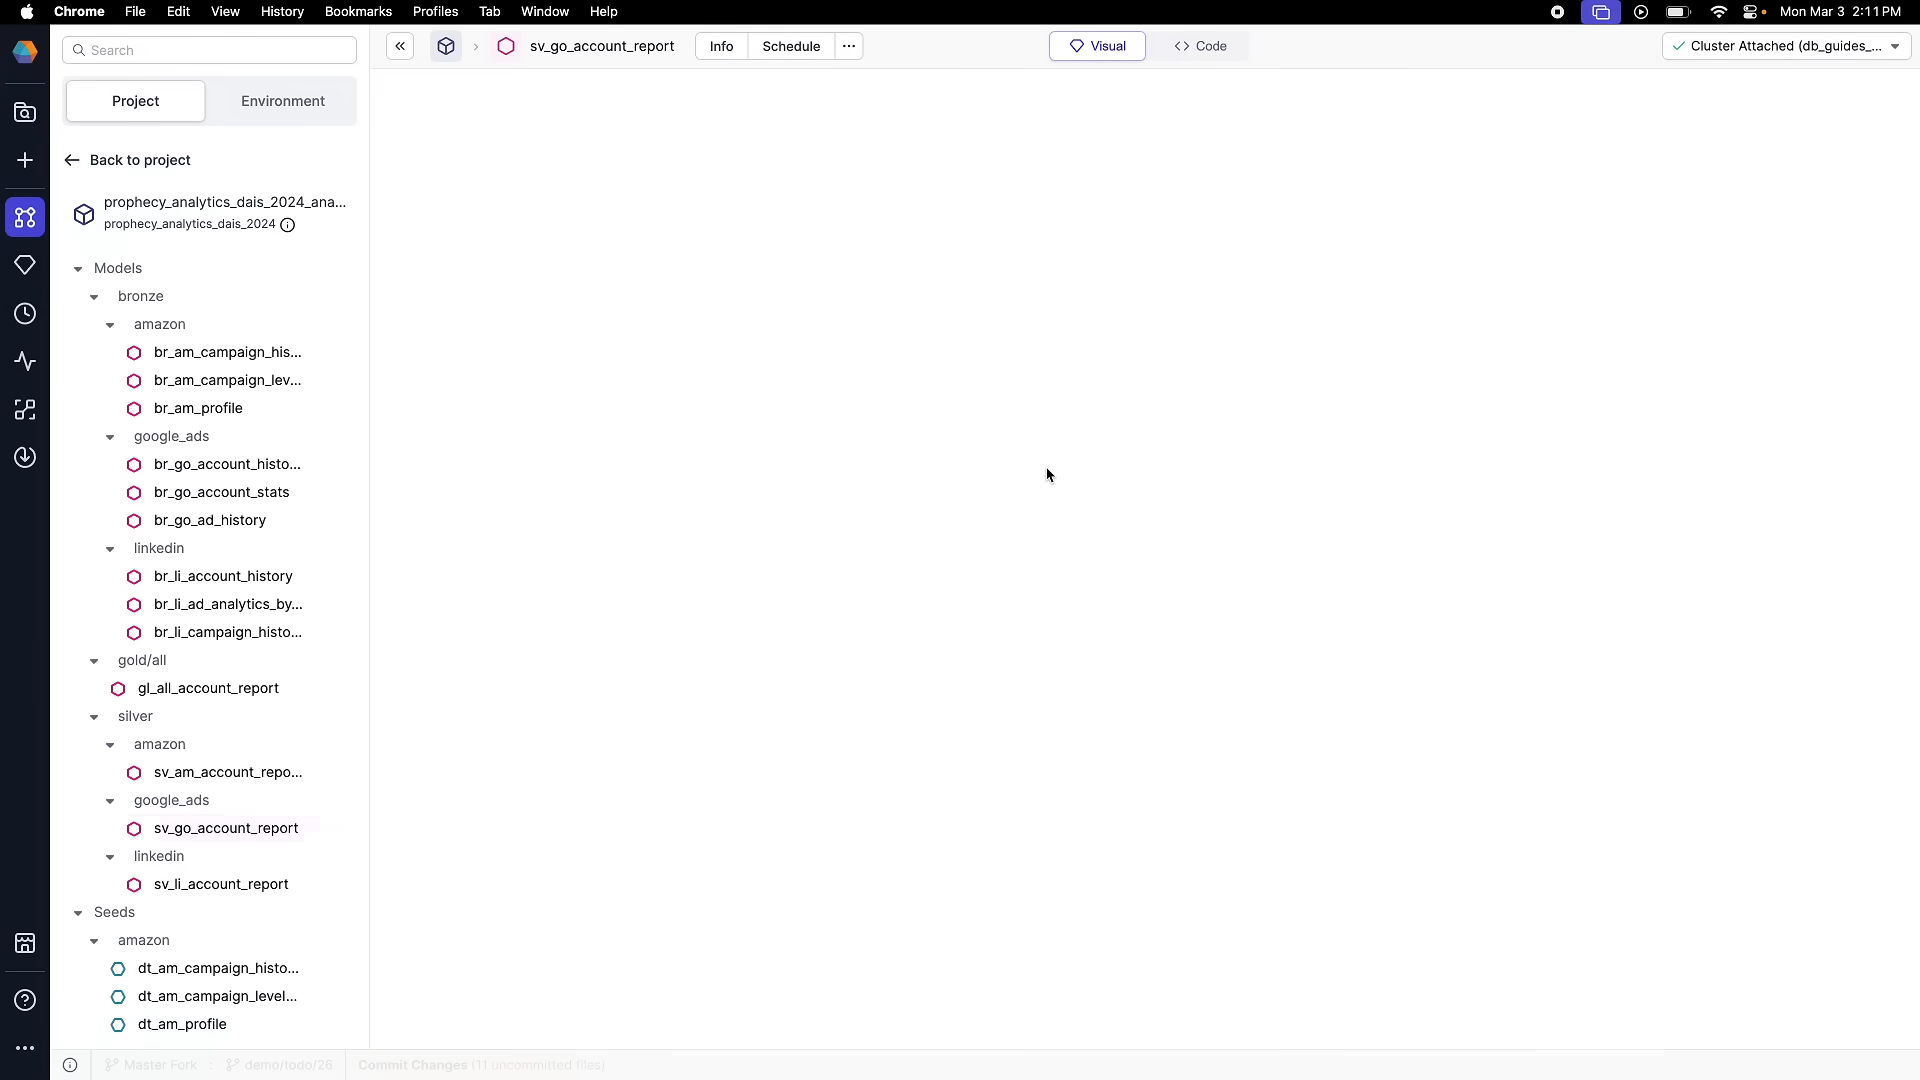 Chrome File Edit View History Bookmarks Profiles Tab Window Help Mon Mar 3 2:11 PM
Search
sv_go_account_report Info Schedule Visual Code Cluster Attached (db_guides_...
Project Environment
Back to project
prophecy_analytics_dais_2024_ana...
prophecy_analytics_dais_2024
Models
bronze
amazon
br_am_campaign_his...
br_am_campaign_lev...
br_am_profile
google_ads
br_go_account_histo...
br_go_account_stats
br_go_ad_history
linkedin
br_li_account_history
br_li_ad_analytics_by...
br_li_campaign_histo...
gold/all
gl_all_account_report
silver
amazon
sv_am_account_repo...
google_ads
sv_go_account_report
linkedin
sv_li_account_report
Seeds
amazon
dt_am_campaign_histo...
dt_am_campaign_level...
dt_am_profile
Master Fork : demo/todo/26 Commit Changes (11 uncommitted files)